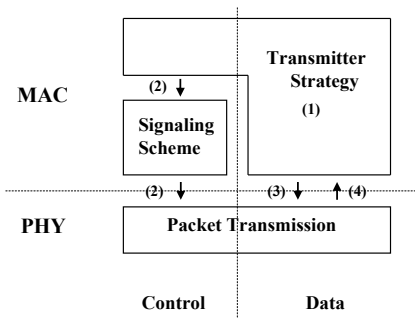 Transmitter
Strategy
(1)
MAC
(2)
Signaling
Scheme
(2)
(3)
(4)
PHY
Packet Transmission
Control
Data